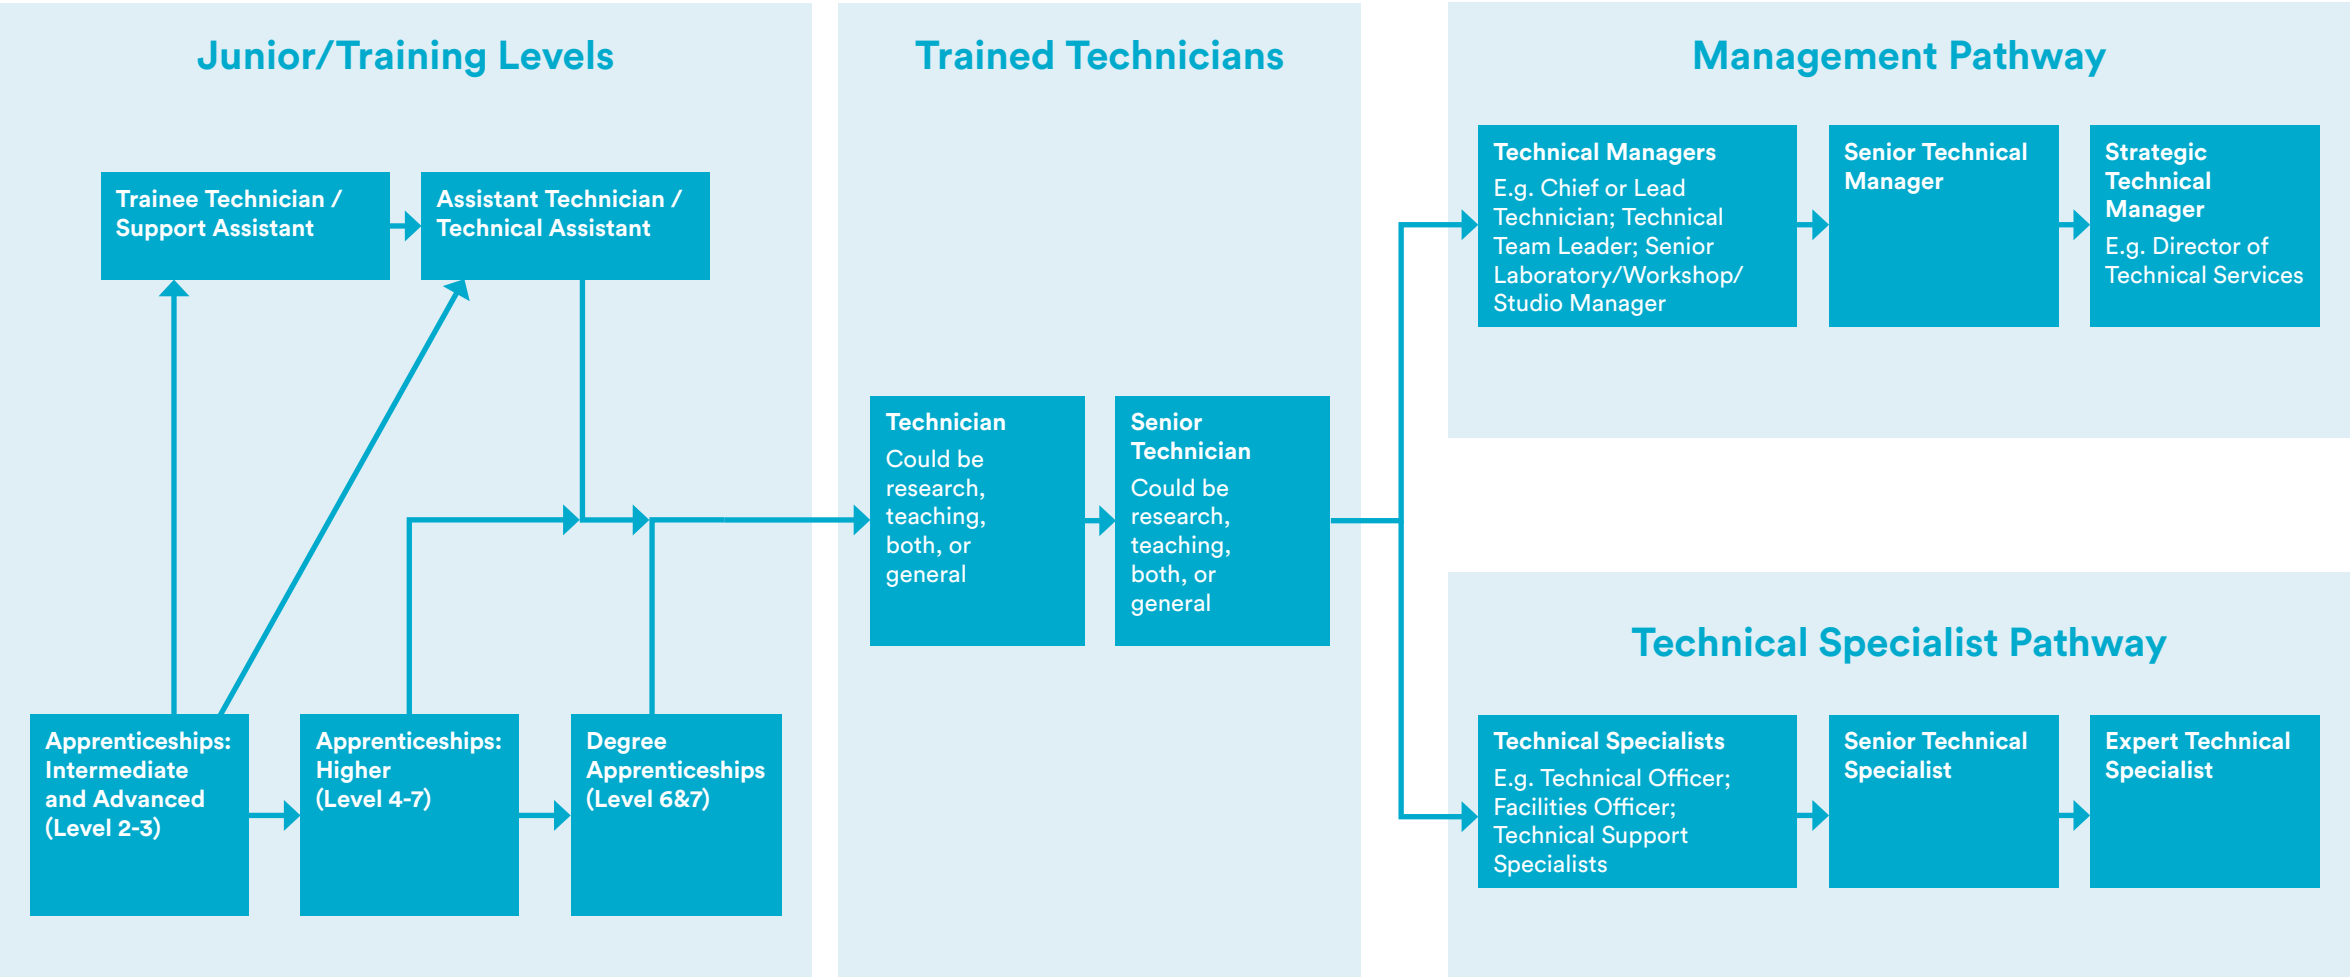 Junior/Training Levels
Trainee Technician /
Support Assistant
Assistant Technician /
Technical Assistant
Apprenticeships:
Intermediate
and Advanced
(Level 2-3)
Apprenticeships:
Higher
(Level 4-7)
Degree
Apprenticeships
(Level 6&7)
Trained Technicians
Technician
Could be
research,
teaching,
both, or
general
Senior
Technician
Could be
research,
teaching,
both, or
general
Management Pathway
Technical Managers
E.g. Chief or Lead
Technician; Technical
Team Leader; Senior
Laboratory/Workshop/
Studio Manager
Senior Technical
Manager
Strategic
Technical
Manager
E.g. Director of
Technical Services
Technical Specialist Pathway
Technical Specialists
E.g. Technical Officer;
Facilities Officer;
Technical Support
Specialists
Senior Technical
Specialist
Expert Technical
Specialist